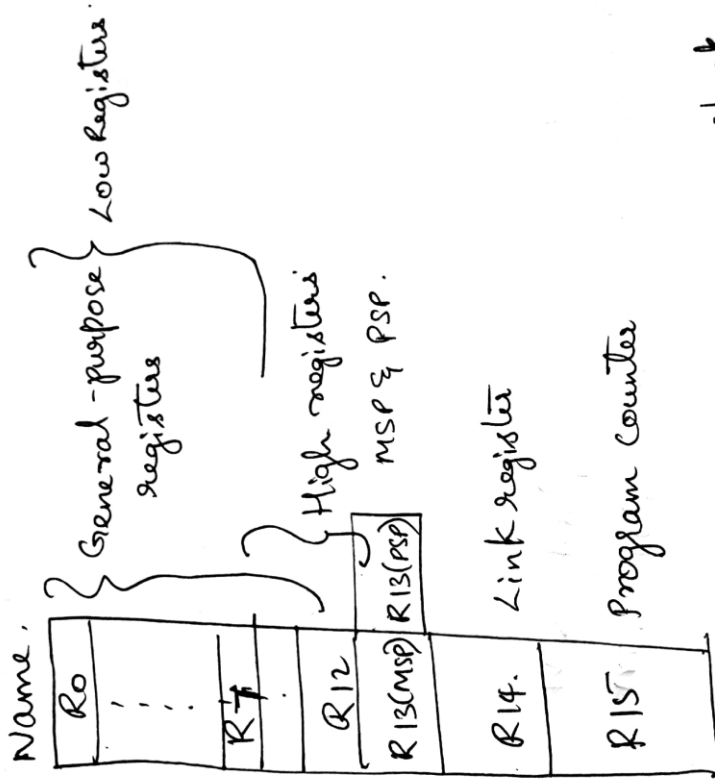 Name.
R0
General-purpose
registers
Low Registers.
R7
High registers
R12
R13(MSP) R13(PSP)
MSP & PSP.
R14.
Link register
R15
Program counter